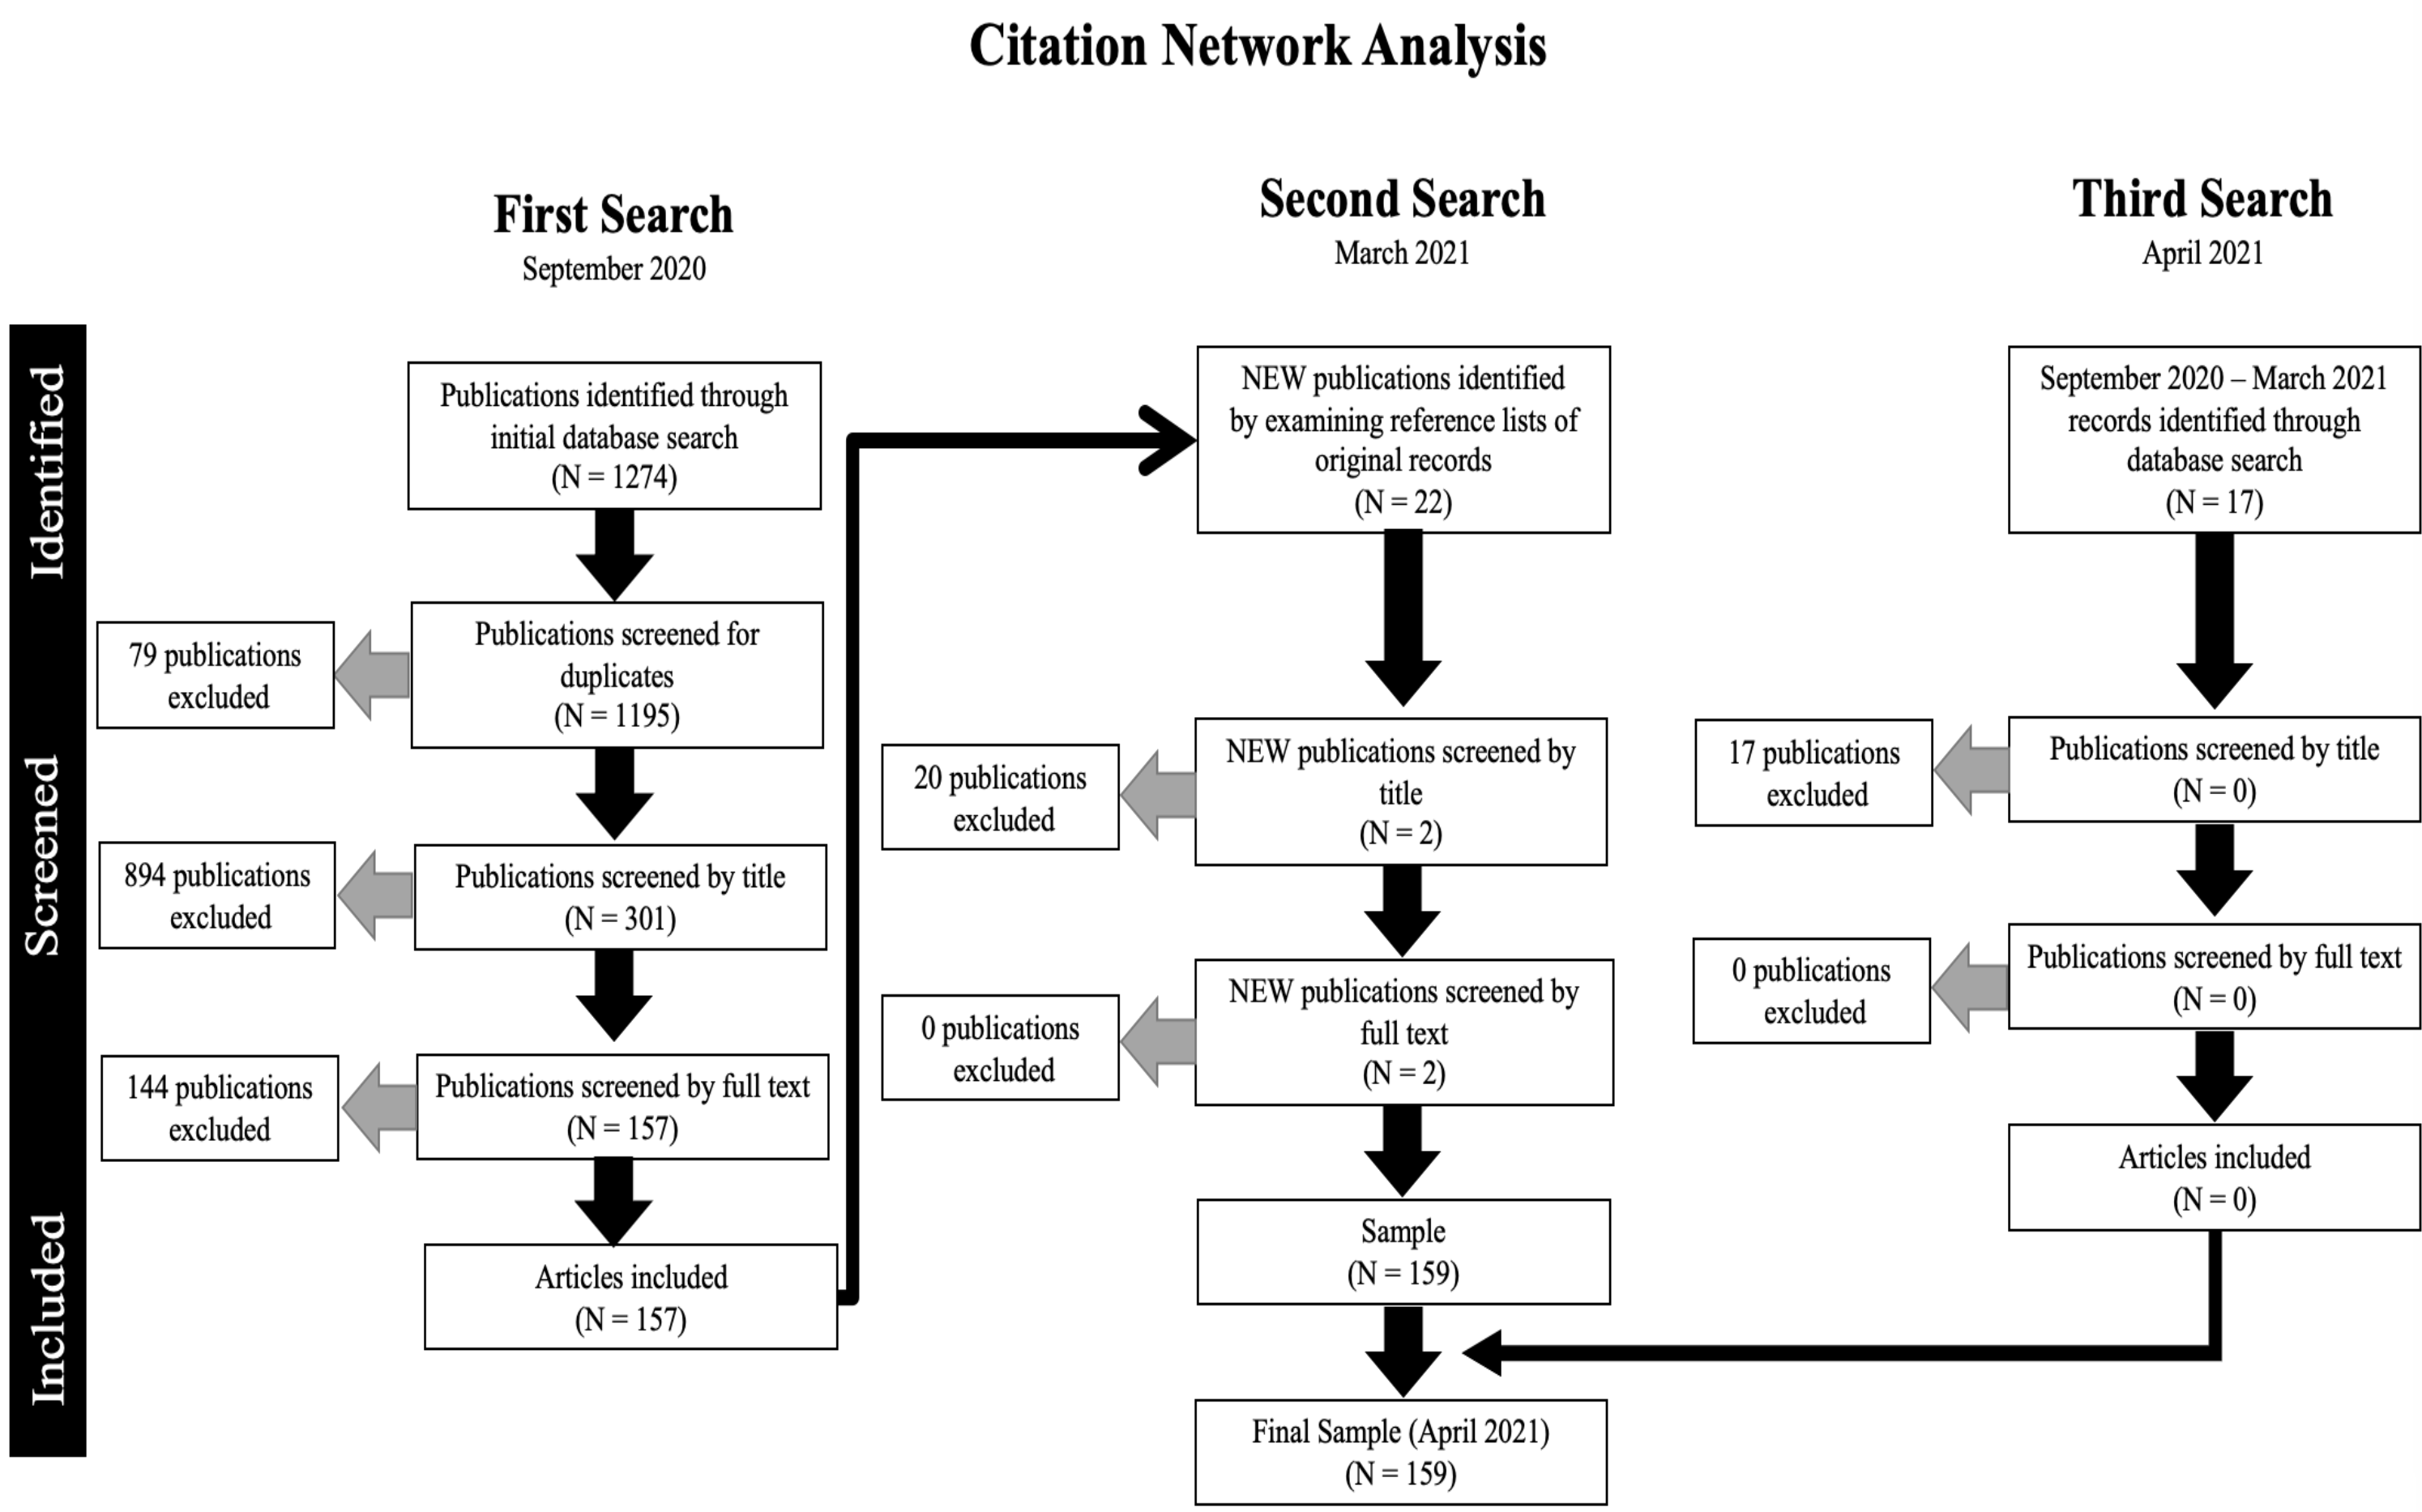 Citation Network Analysis
First Search
September 2020
Second Search
March 2021
Third Search
April 2021
Identified
Screened
Included
Publications identified through
initial database search
(N = 1274)
Publications screened for
duplicates
(N = 1195)
79 publications
excluded
Publications screened by title
(N = 301)
894 publications
excluded
Publications screened by full text
(N = 157)
144 publications
excluded
Articles included
(N = 157)
NEW publications identified
by examining reference lists of
original records
(N = 22)
NEW publications screened by
title
(N = 2)
20 publications
excluded
NEW publications screened by
full text
(N = 2)
0 publications
excluded
Sample
(N = 159)
Final Sample (April 2021)
(N = 159)
September 2020 – March 2021
records identified through
database search
(N = 17)
Publications screened by title
(N = 0)
17 publications
excluded
Publications screened by full text
(N = 0)
0 publications
excluded
Articles included
(N = 0)